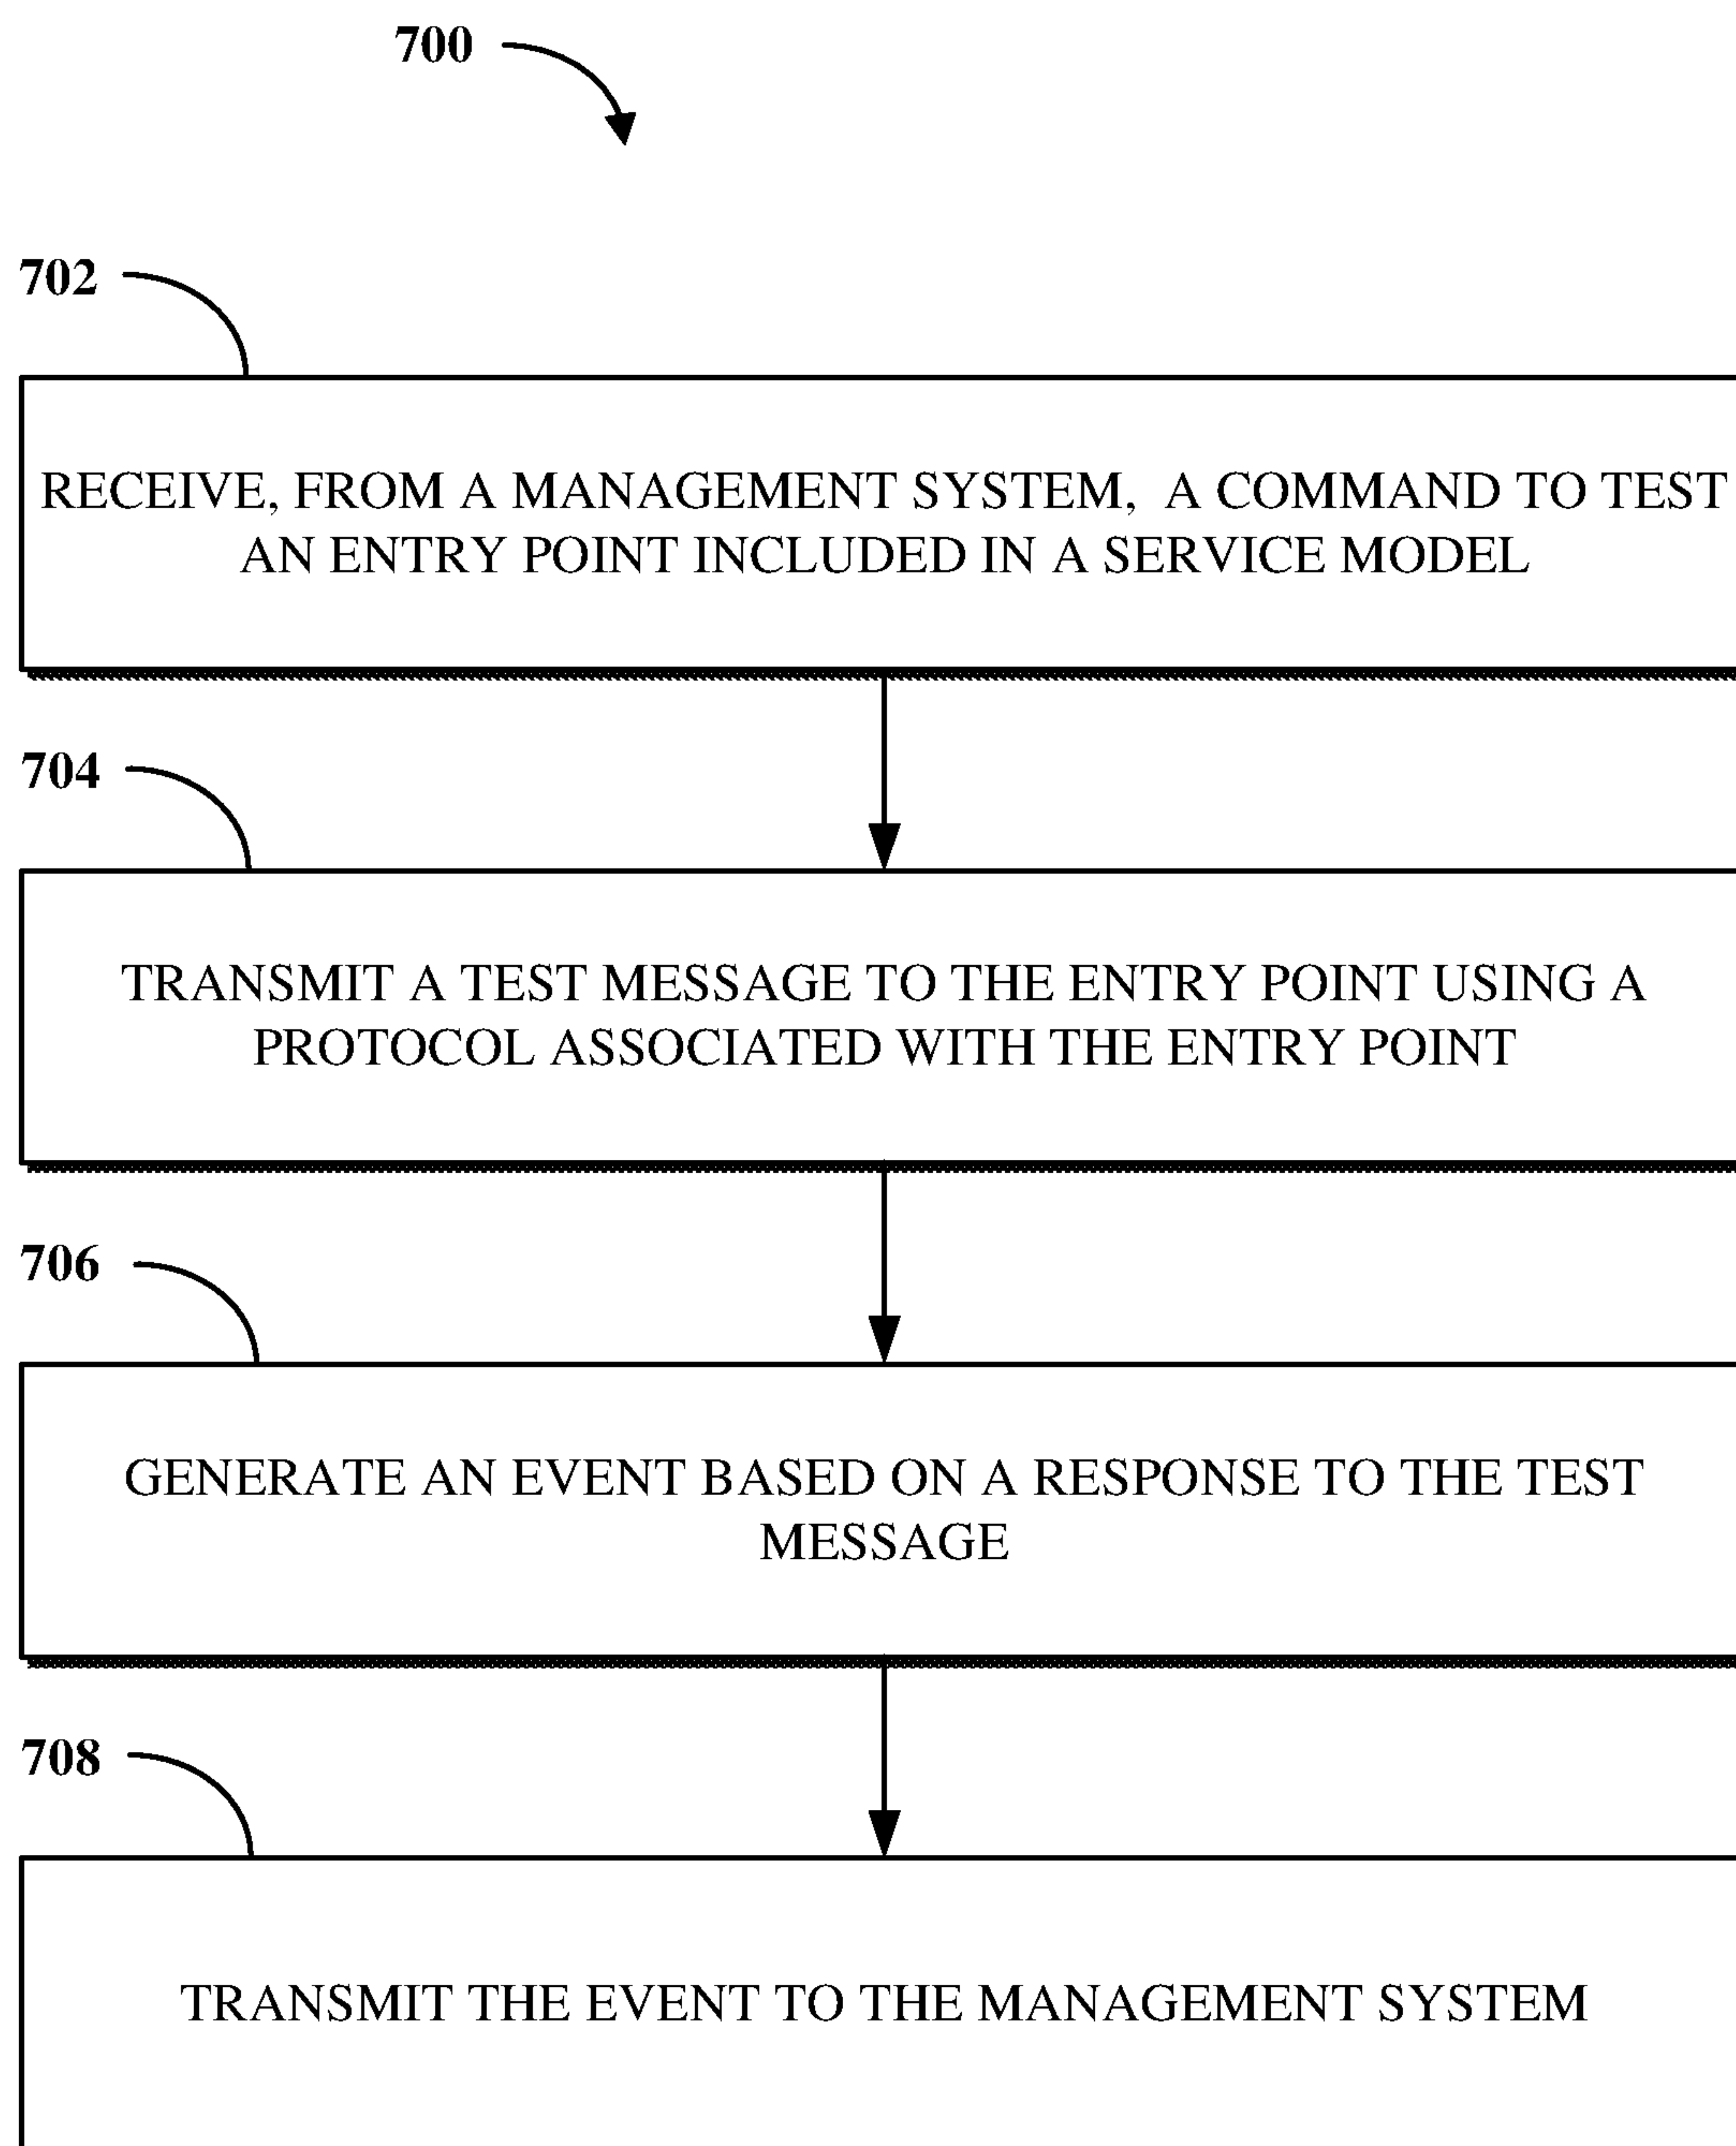 700
702
RECEIVE, FROM A MANAGEMENT SYSTEM, A COMMAND TO TEST
AN ENTRY POINT INCLUDED IN A SERVICE MODEL
704
TRANSMIT A TEST MESSAGE TO THE ENTRY POINT USING A
PROTOCOL ASSOCIATED WITH THE ENTRY POINT
706
GENERATE AN EVENT BASED ON A RESPONSE TO THE TEST
MESSAGE
708
TRANSMIT THE EVENT TO THE MANAGEMENT SYSTEM